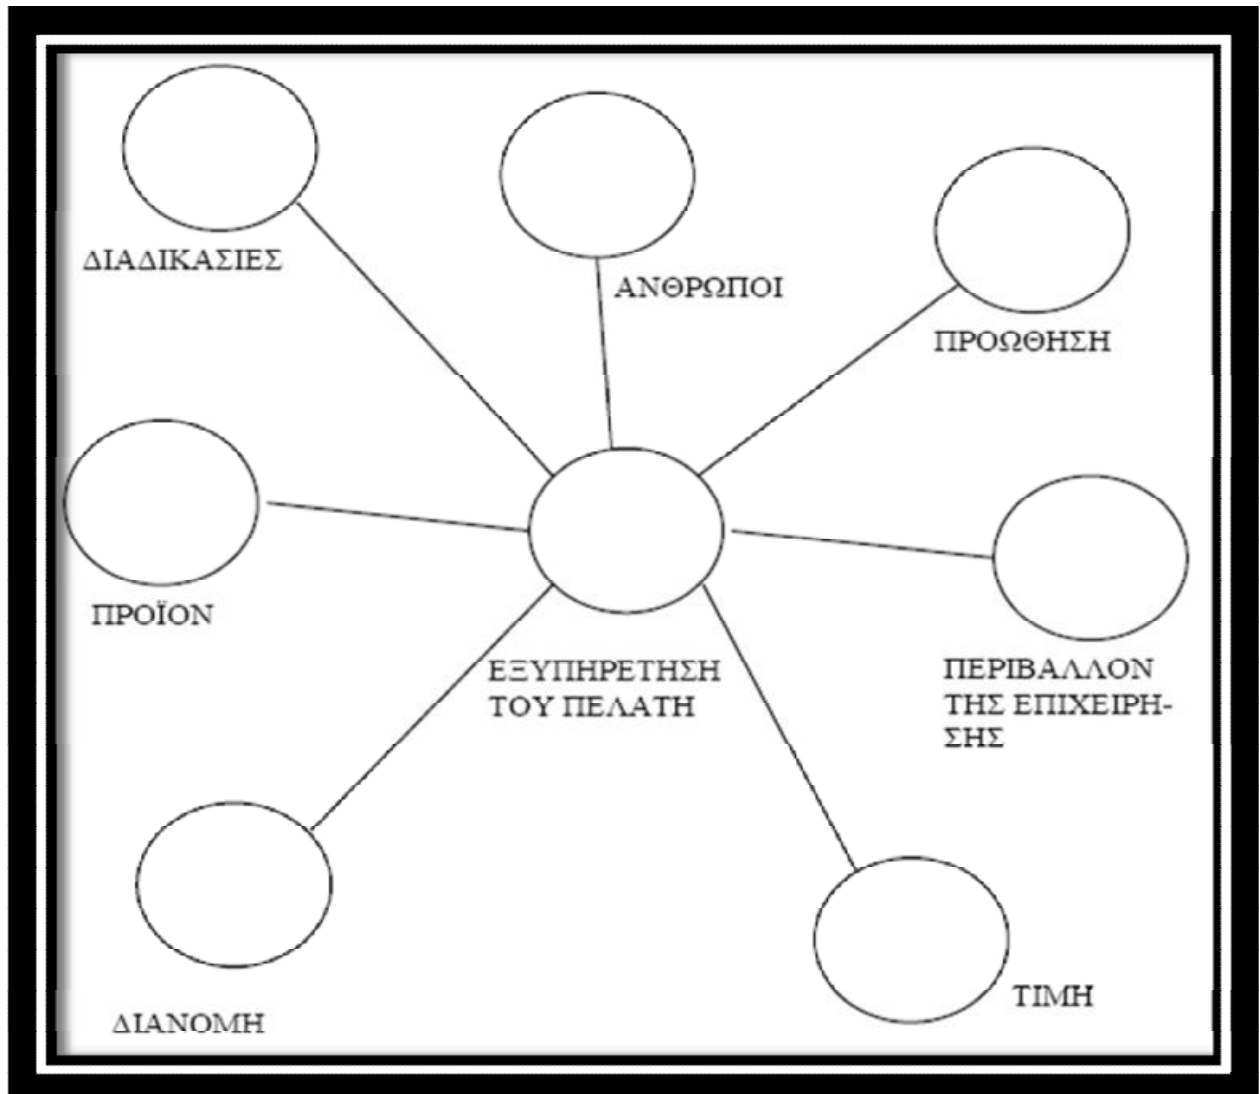 ΔΙΑΔΙΚΑΣΙΕΣ
ΑΝΘΡΩΠΟΙ
ΠΡΟΩΘΗΣΗ
ΠΡΟΪΟΝ
ΕΞΥΠΗΡΕΤΗΣΗ
ΤΟΥ ΠΕΛΑΤΗ
ΠΕΡΙΒΑΛΛΟΝ
ΤΗΣ ΕΠΙΧΕΙΡΗ-
ΣΗΣ
ΤΙΜΗ
ΔΙΑΝΟΜΗ